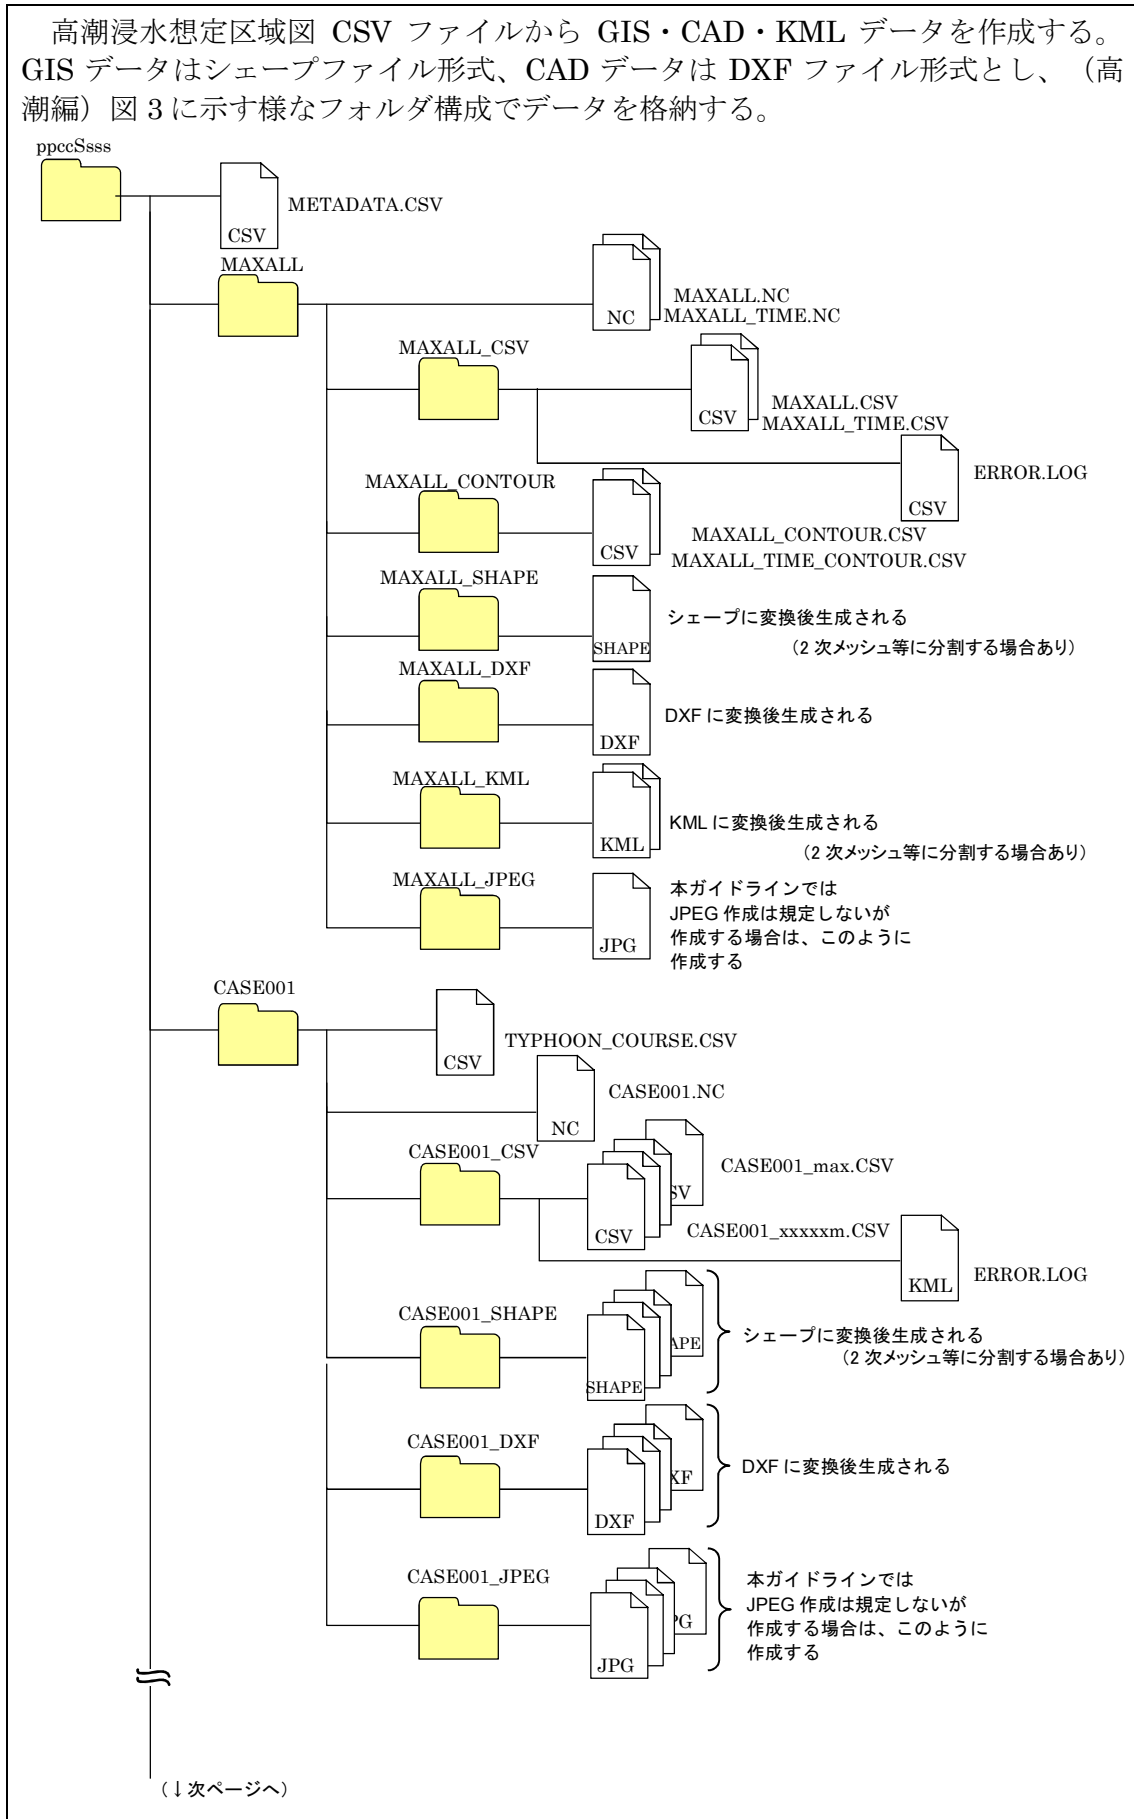 高潮浸水想定区域図 CSV ファイルから GIS・CAD・KML データを作成する。
GIS データはシェープファイル形式、CAD データは DXF ファイル形式とし、（高
潮編）図 3 に示す様なフォルダ構成でデータを格納する。
ppccSsss
CSV
METADATA.CSV
MAXALL
NC
MAXALL.NC
MAXALL_TIME.NC
MAXALL_CSV
CSV
MAXALL.CSV
MAXALL_TIME.CSV
CSV
ERROR.LOG
MAXALL_CONTOUR
CSV
MAXALL_CONTOUR.CSV
MAXALL_TIME_CONTOUR.CSV
MAXALL_SHAPE
SHAPE
シェープに変換後生成される
（2 次メッシュ等に分割する場合あり）
MAXALL_DXF
DXF
DXF に変換後生成される
MAXALL_KML
KML
KML に変換後生成される
（2 次メッシュ等に分割する場合あり）
MAXALL_JPEG
JPG
本ガイドラインでは
JPEG 作成は規定しないが
作成する場合は、このように
作成する
CASE001
CSV
TYPHOON_COURSE.CSV
NC
CASE001.NC
CASE001_CSV
SV
CSV
CASE001_max.CSV
CASE001_xxxxxm.CSV
KML
ERROR.LOG
CASE001_SHAPE
APE
SHAPE
シェープに変換後生成される
（2 次メッシュ等に分割する場合あり）
CASE001_DXF
XF
DXF
DXF に変換後生成される
CASE001_JPEG
PG
JPG
本ガイドラインでは
JPEG 作成は規定しないが
作成する場合は、このように
作成する
（↓次ページへ）